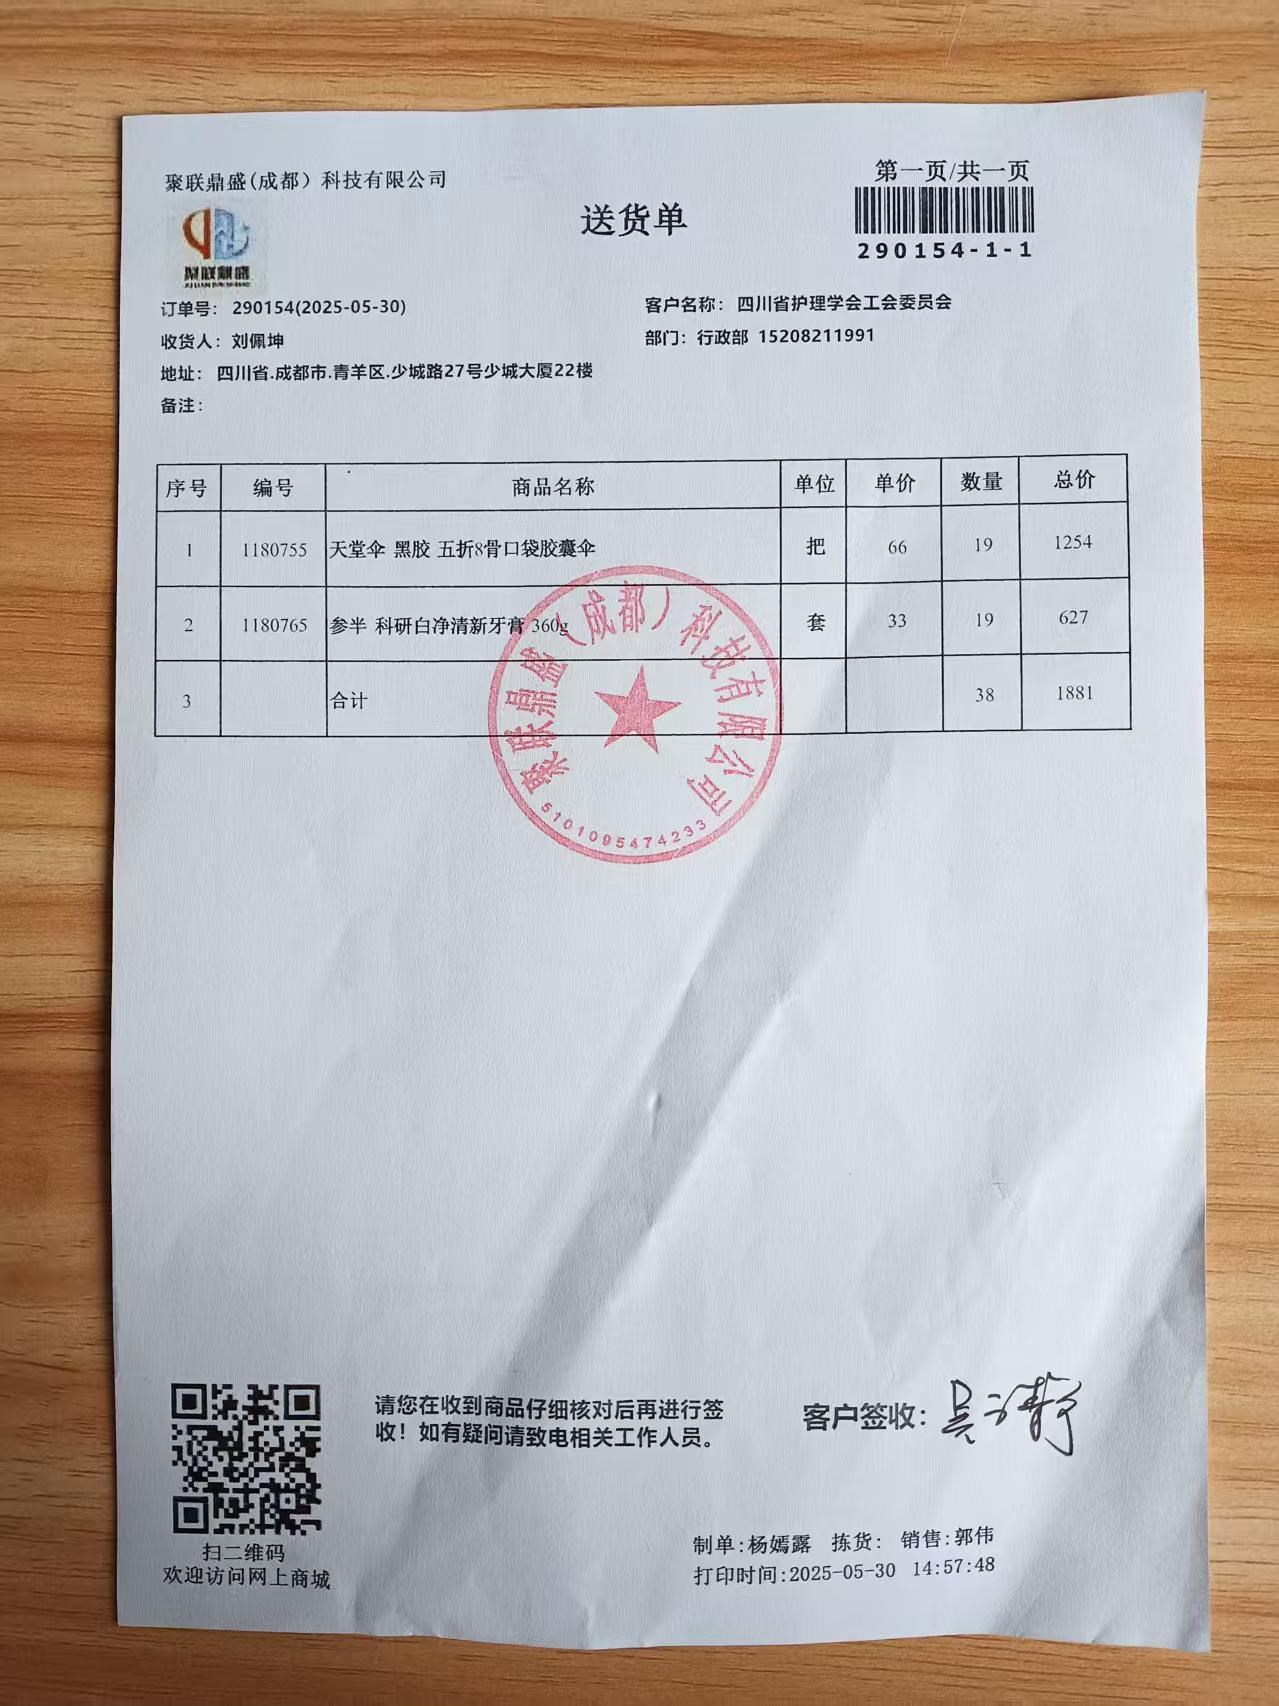 聚联鼎盛(成都）科技有限公司
第一页/共一页
送货单
290154-1-1
聚联鼎盛
订单号： 290154(2025-05-30)
客户名称： 四川省护理学会工会委员会
收货人： 刘佩坤
部门： 行政部 15208211991
地址： 四川省.成都市.青羊区.少城路27号少城大厦22楼
备注：
序号 编号 商品名称 单位 单价 数量 总价
1 1180755 天堂伞 黑胶 五折8骨口袋胶囊伞 把 66 19 1254
2 1180765 参半 科研白净清新牙膏 360g 套 33 19 627
3 合计 38 1881
聚联鼎盛（成都）科技有限公司
5101095474233
请您在收到商品仔细核对后再进行签
收！如有疑问请致电相关工作人员。
客户签收：
扫二维码
欢迎访问网上商城
制单:杨嫣露 拣货: 销售:郭伟
打印时间:2025-05-30 14:57:48